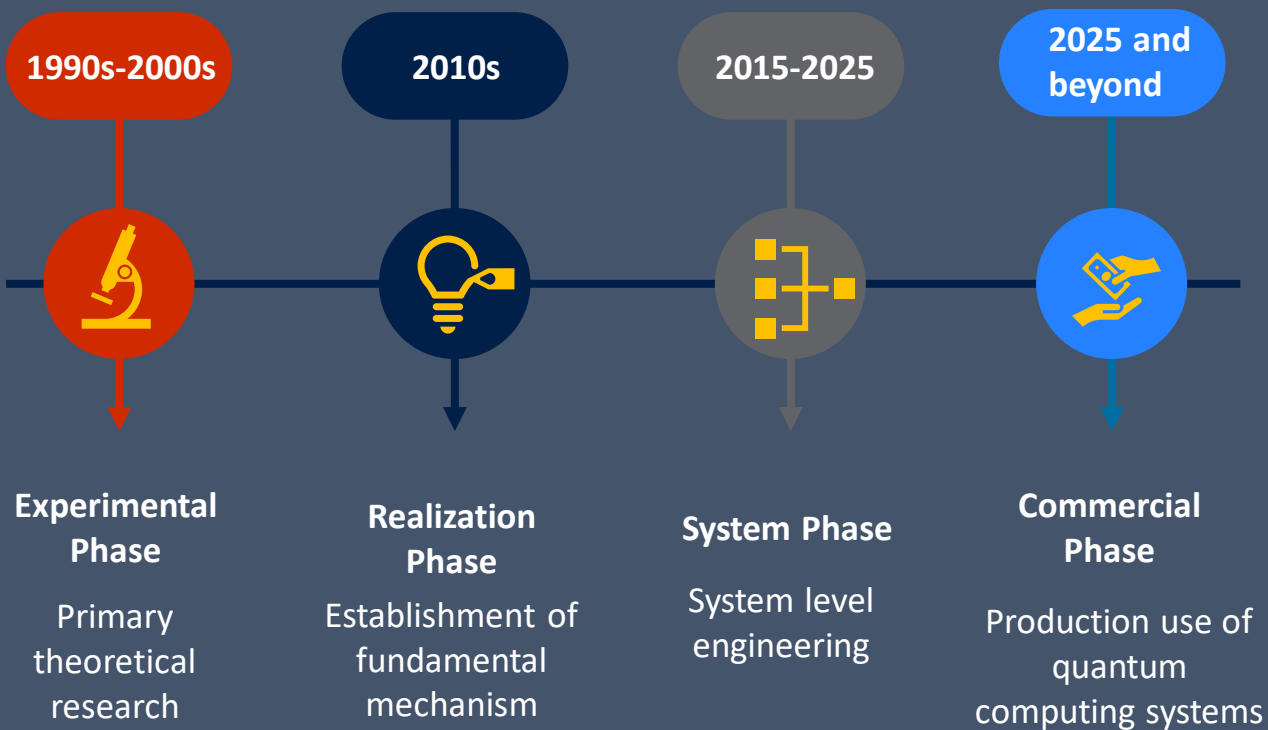 1990s-2000s
2010s
2015-2025
2025 and
beyond
Experimental
Phase
Primary
theoretical
research
Realization
Phase
Establishment of
fundamental
mechanism
System Phase
System level
engineering
Commercial
Phase
Production use of
quantum
computing systems